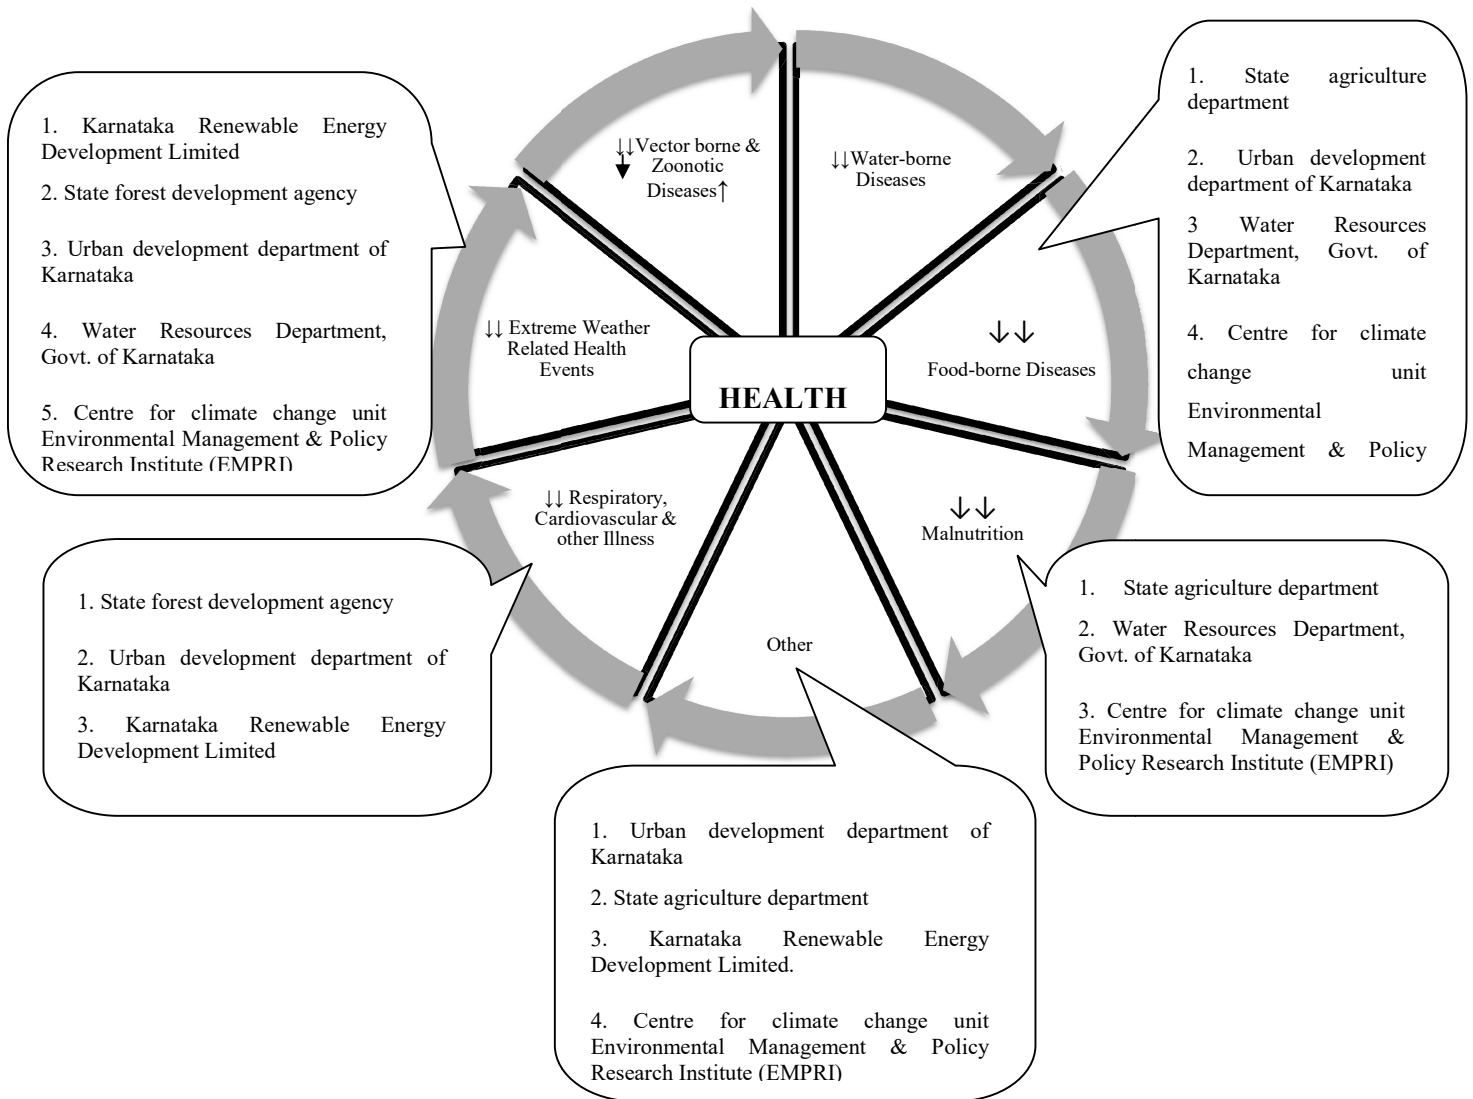 1. Karnataka Renewable Energy
Development Limited
2. State forest development agency
3. Urban development department of
Karnataka
4. Water Resources Department,
Govt. of Karnataka
5. Centre for climate change unit
Environmental Management & Policy
Research Institute (EMPRI)
↓↓Vector borne &
↓ Zoonotic
Diseases↑
↓↓Water-borne
Diseases
1. State agriculture
department
2. Urban development
department of Karnataka
3 Water Resources
Department, Govt. of
Karnataka
4. Centre for climate
change unit
Environmental
Management & Policy
↓↓ Extreme Weather
Related Health
Events
↓↓
Food-borne Diseases
HEALTH
↓↓ Respiratory,
Cardiovascular &
other Illness
↓↓
Malnutrition
Other
1. State forest development agency
2. Urban development department of
Karnataka
3. Karnataka Renewable Energy
Development Limited
1. State agriculture department
2. Water Resources Department,
Govt. of Karnataka
3. Centre for climate change unit
Environmental Management &
Policy Research Institute (EMPRI)
1. Urban development department of
Karnataka
2. State agriculture department
3. Karnataka Renewable Energy
Development Limited.
4. Centre for climate change unit
Environmental Management & Policy
Research Institute (EMPRI)